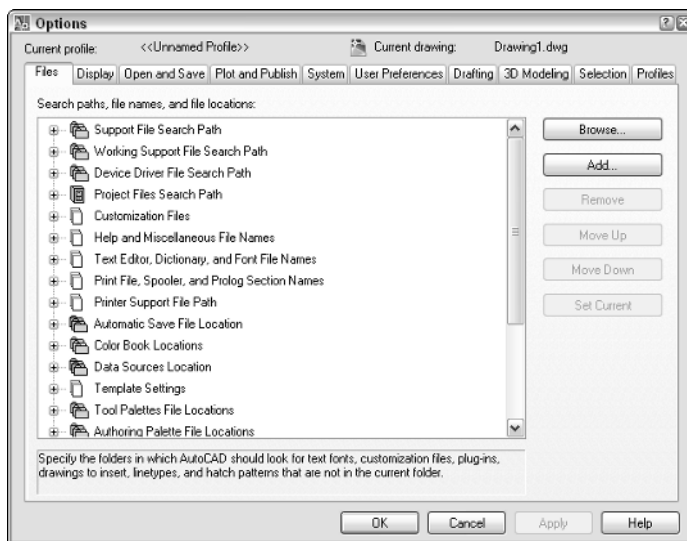 Options
Current profile: <<Unnamed Profile>> Current drawing: Drawing1.dwg
Files Display Open and Save Plot and Publish System User Preferences Drafting 3D Modeling Selection Profiles
Search paths, file names, and file locations:
Support File Search Path
Working Support File Search Path
Device Driver File Search Path
Project Files Search Path
Customization Files
Help and Miscellaneous File Names
Text Editor, Dictionary, and Font File Names
Print File, Spooler, and Prolog Section Names
Printer Support File Path
Automatic Save File Location
Color Book Locations
Data Sources Location
Template Settings
Tool Palettes File Locations
Authoring Palette File Locations
Browse...
Add...
Remove
Move Up
Move Down
Set Current
Specify the folders in which AutoCAD should look for text fonts, customization files, plug-ins,
drawings to insert, linetypes, and hatch patterns that are not in the current folder.
OK Cancel Apply Help